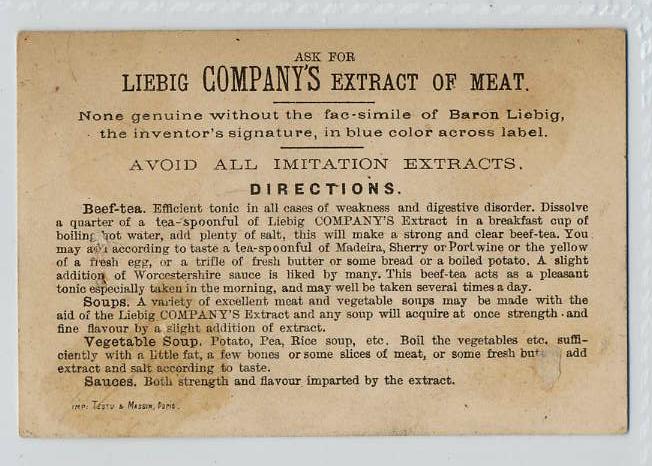 ASK FOR
LIEBIG COMPANY'S EXTRACT OF MEAT.
None genuine without the fac-simile of Baron Liebig,
the inventor's signature, in blue color across label.
AVOID ALL IMITATION EXTRACTS.
DIRECTIONS.
Beef-tea. Efficient tonic in all cases of weakness and digestive disorder. Dissolve
a quarter of a tea-spoonful of Liebig COMPANY'S Extract in a breakfast cup of
boiling hot water, add plenty of salt, this will make a strong and clear beef-tea. You
may add according to taste a tea-spoonful of Madeira, Sherry or Port wine or the yellow
of a fresh egg, or a trifle of fresh butter or some bread or a boiled potato. A slight
addition of Worcestershire sauce is liked by many. This beef-tea acts as a pleasant
tonic especially taken in the morning, and may well be taken several times a day.
Soups. A variety of excellent meat and vegetable soups may be made with the
aid of the Liebig COMPANY'S Extract and any soup will acquire at once strength and
fine flavour by a slight addition of extract.
Vegetable Soup. Potato, Pea, Rice soup, etc. Boil the vegetables etc. suffi-
ciently with a little fat, a few bones or some slices of meat, or some fresh but add
extract and salt according to taste.
Sauces. Both strength and flavour imparted by the extract.
IMP: TESTU & MASSIN, PARIS.